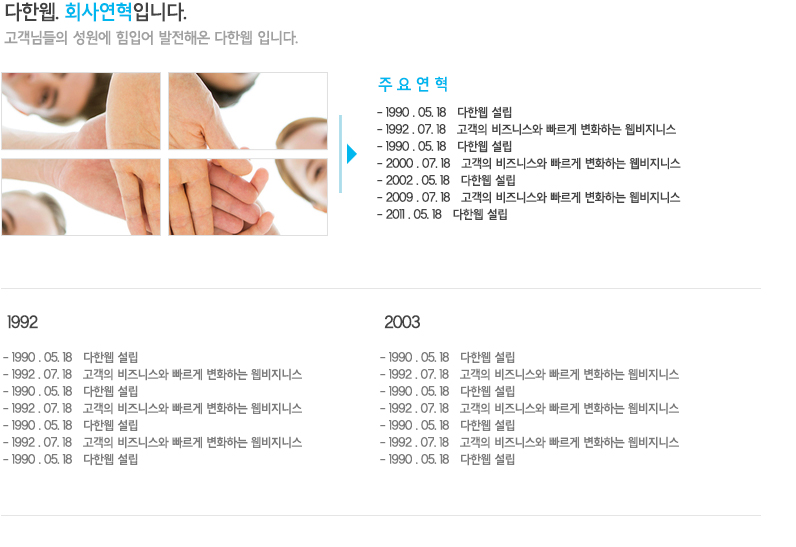 다한웹. 회사연혁입니다.
고객님들의 성원에 힘입어 발전해온 다한웹 입니다.
주 요 연 혁
- 1990 . 05. 18 다한웹 설립
- 1992 . 07. 18 고객의 비즈니스와 빠르게 변화하는 웹비지니스
- 1990 . 05. 18 다한웹 설립
- 2000 . 07. 18 고객의 비즈니스와 빠르게 변화하는 웹비지니스
- 2002 . 05. 18 다한웹 설립
- 2009 . 07. 18 고객의 비즈니스와 빠르게 변화하는 웹비지니스
- 2011 . 05. 18 다한웹 설립
1992
- 1990 . 05. 18 다한웹 설립
- 1992 . 07. 18 고객의 비즈니스와 빠르게 변화하는 웹비지니스
- 1990 . 05. 18 다한웹 설립
- 1992 . 07. 18 고객의 비즈니스와 빠르게 변화하는 웹비지니스
- 1990 . 05. 18 다한웹 설립
- 1992 . 07. 18 고객의 비즈니스와 빠르게 변화하는 웹비지니스
- 1990 . 05. 18 다한웹 설립
2003
- 1990 . 05. 18 다한웹 설립
- 1992 . 07. 18 고객의 비즈니스와 빠르게 변화하는 웹비지니스
- 1990 . 05. 18 다한웹 설립
- 1992 . 07. 18 고객의 비즈니스와 빠르게 변화하는 웹비지니스
- 1990 . 05. 18 다한웹 설립
- 1992 . 07. 18 고객의 비즈니스와 빠르게 변화하는 웹비지니스
- 1990 . 05. 18 다한웹 설립